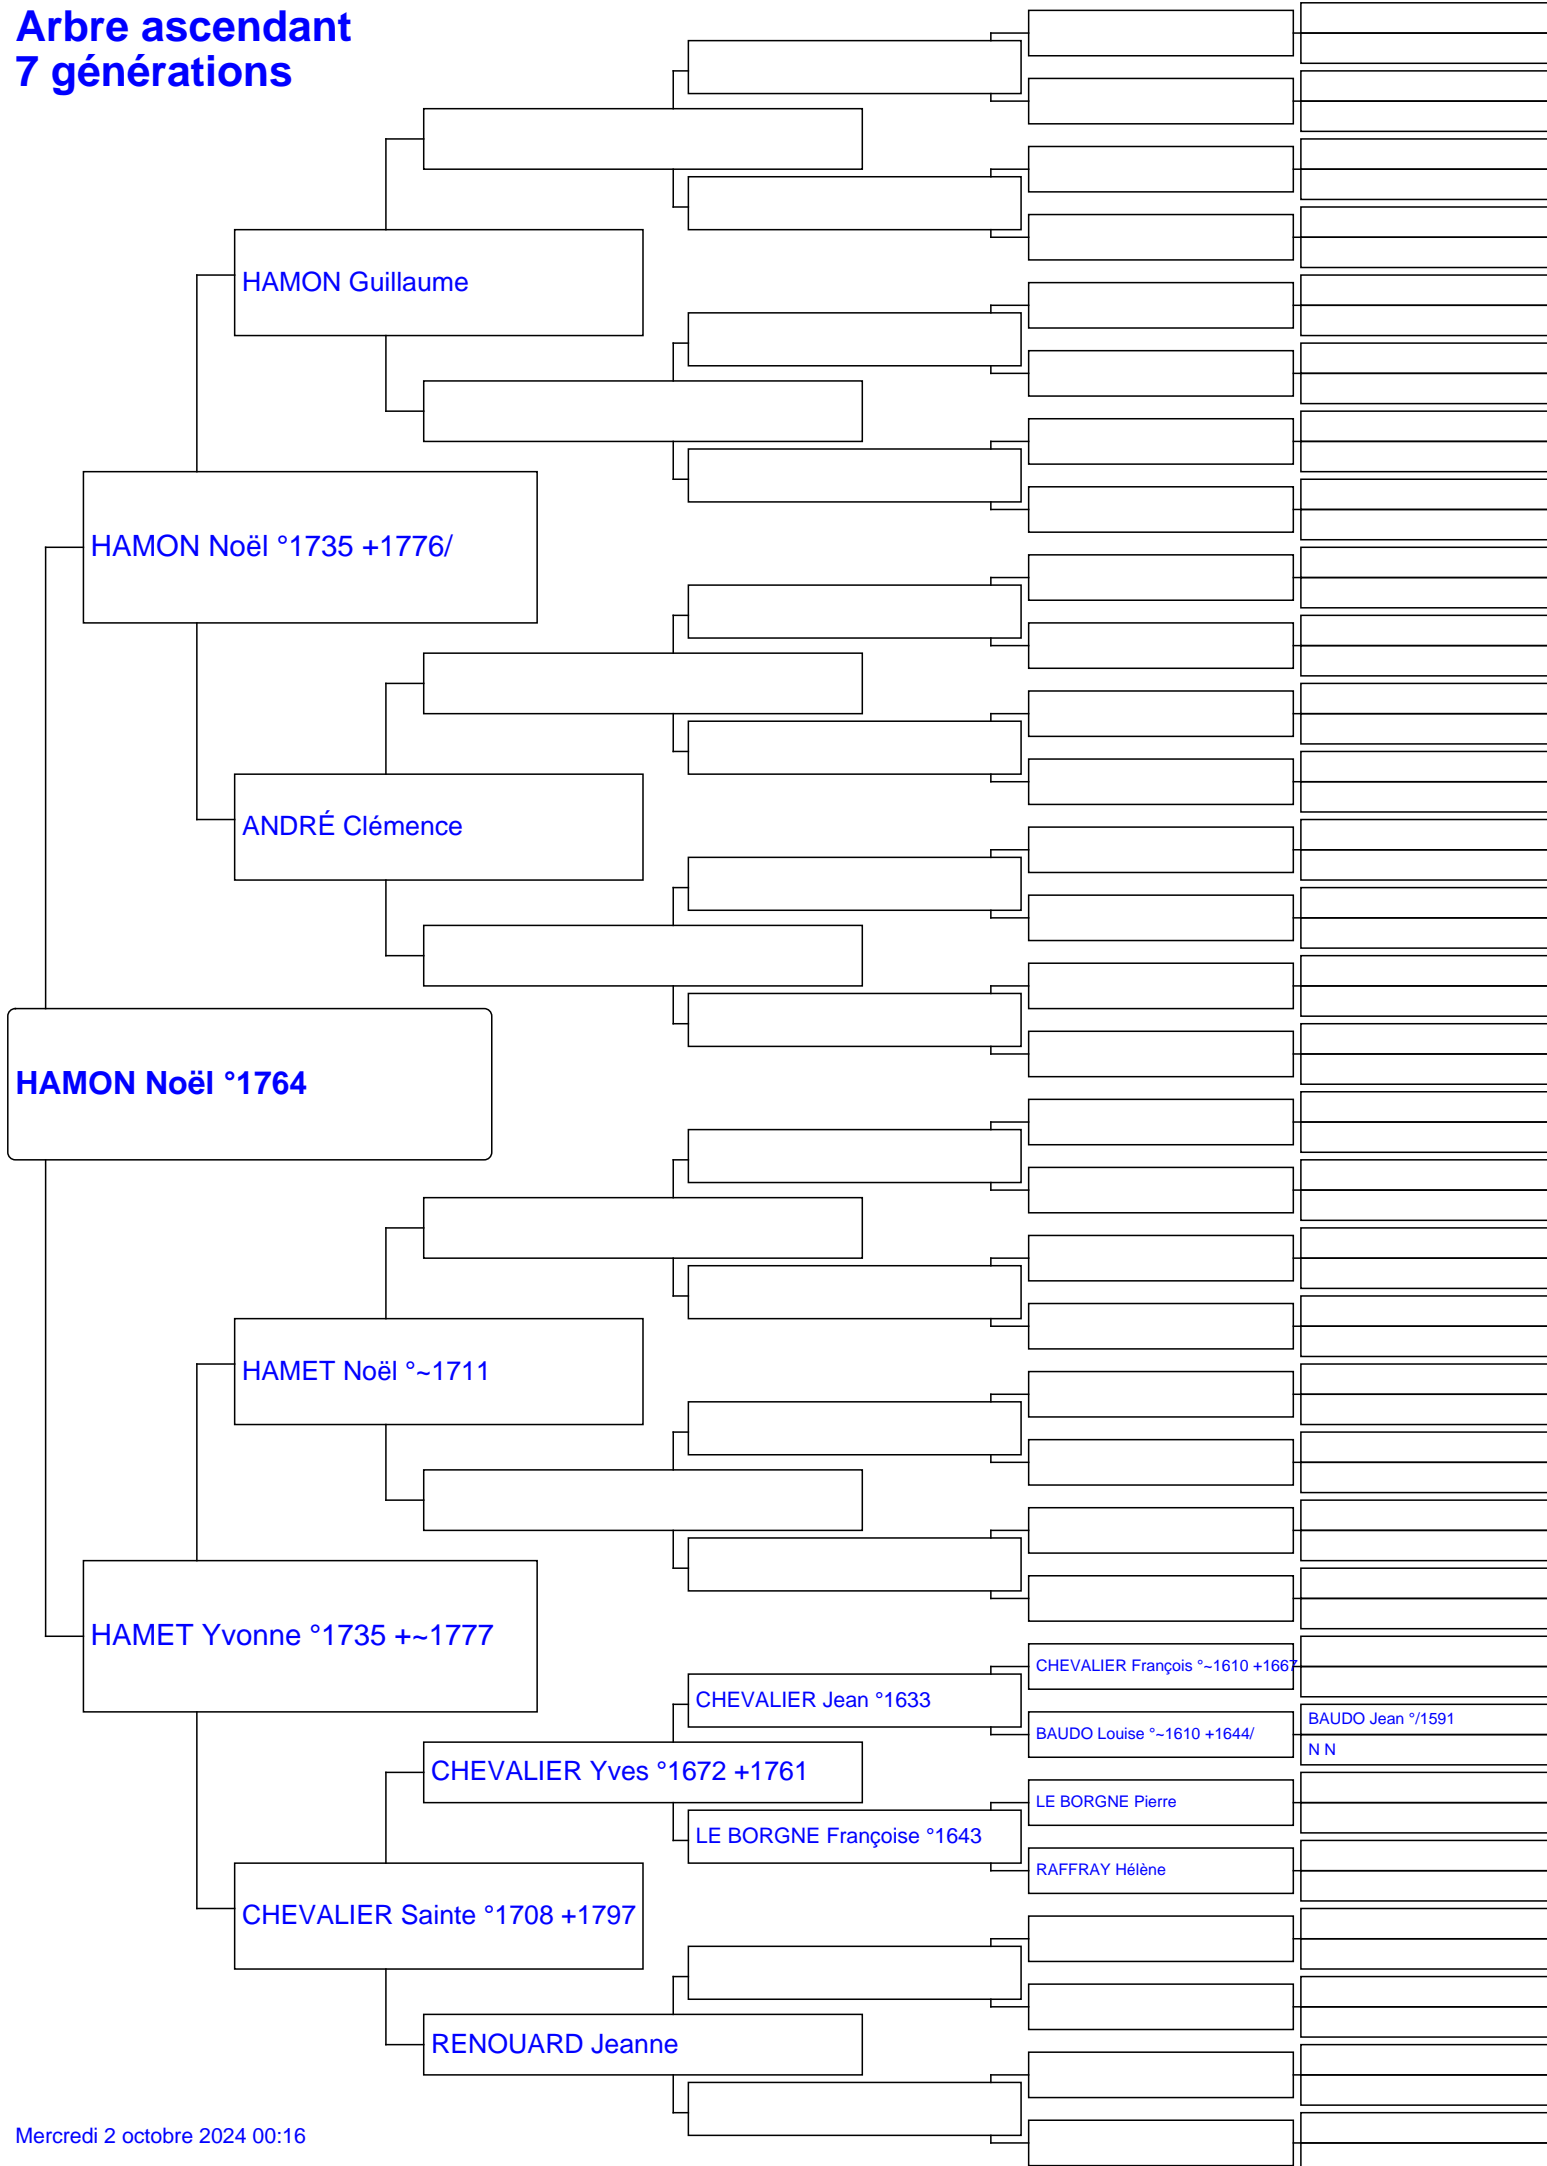 Arbre ascendant
7 générations
HAMON Guillaume
HAMON Noël °1735 +1776/
ANDRÉ Clémence
HAMON Noël °1764
HAMET Noël °~1711
HAMET Yvonne °1735 +~1777
CHEVALIER François °~1610 +1667
CHEVALIER Jean °1633
BAUDO Jean °/1591
BAUDO Louise °~1610 +1644/
N N
CHEVALIER Yves °1672 +1761
LE BORGNE Pierre
LE BORGNE Françoise °1643
RAFFRAY Hélène
CHEVALIER Sainte °1708 +1797
RENOUARD Jeanne
Mercredi 2 octobre 2024 00:16